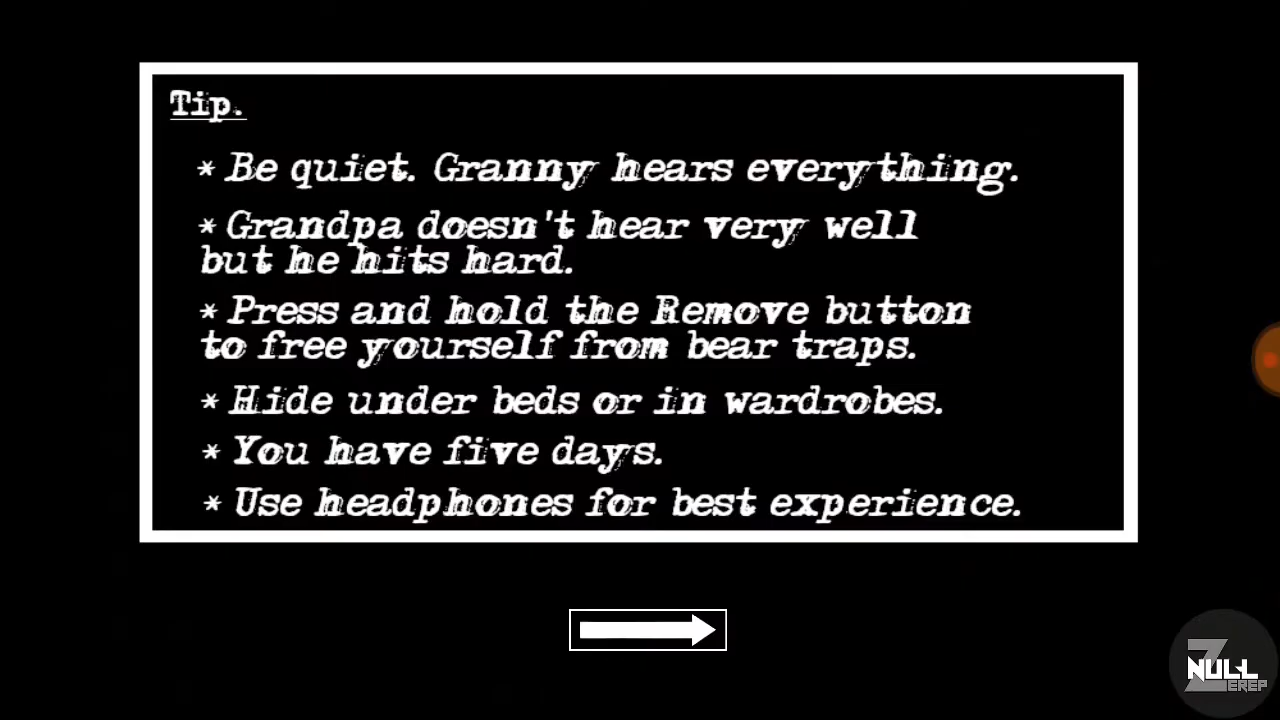 Tip.
* Be quiet. Granny hears everything.
* Grandpa doesn't hear very well
but he hits hard.
* Press and hold the Remove button
to free yourself from bear traps.
* Hide under beds or in wardrobes.
* You have five days.
* Use headphones for best experience.
NULL
ZEREP